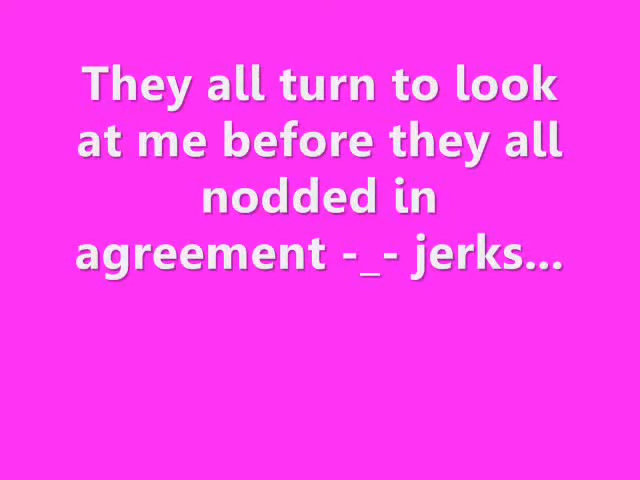 They all turn to look
at me before they all
nodded in
agreement -_- jerks...